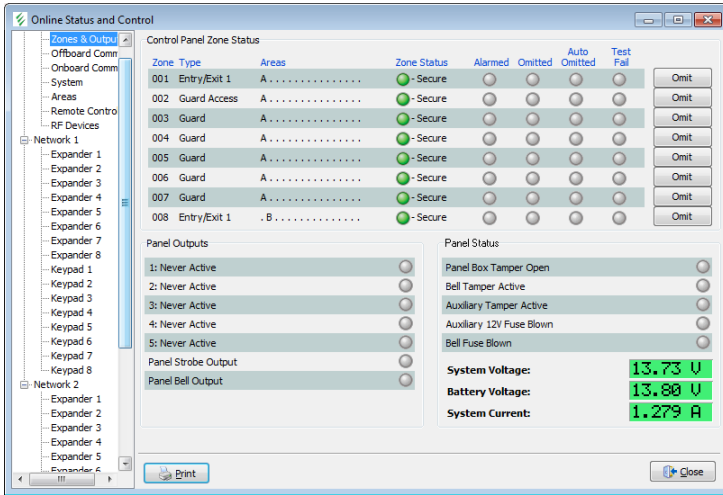 Online Status and Control
Zones & Outpu
Offboard Comm
Onboard Comm
System
Areas
Remote Contro
RF Devices
Network 1
Expander 1
Expander 2
Expander 3
Expander 4
Expander 5
Expander 6
Expander 7
Expander 8
Keypad 1
Keypad 2
Keypad 3
Keypad 4
Keypad 5
Keypad 6
Keypad 7
Keypad 8
Network 2
Expander 1
Expander 2
Expander 3
Expander 4
Expander 5
Expander 6
Control Panel Zone Status
Zone Type Areas Zone Status Alarmed Omitted Auto Omitted Test Fail
001 Entry/Exit 1 A . . . . . . . . . . . . . . . - Secure Omit
002 Guard Access A . . . . . . . . . . . . . . . - Secure Omit
003 Guard A . . . . . . . . . . . . . . . - Secure Omit
004 Guard A . . . . . . . . . . . . . . . - Secure Omit
005 Guard A . . . . . . . . . . . . . . . - Secure Omit
006 Guard A . . . . . . . . . . . . . . . - Secure Omit
007 Guard A . . . . . . . . . . . . . . . - Secure Omit
008 Entry/Exit 1 . B . . . . . . . . . . . . . . - Secure Omit
Panel Outputs
1: Never Active
2: Never Active
3: Never Active
4: Never Active
5: Never Active
Panel Strobe Output
Panel Bell Output
Panel Status
Panel Box Tamper Open
Bell Tamper Active
Auxiliary Tamper Active
Auxiliary 12V Fuse Blown
Bell Fuse Blown
System Voltage: 13.73 V
Battery Voltage: 13.80 V
System Current: 1.279 A
Print
Close